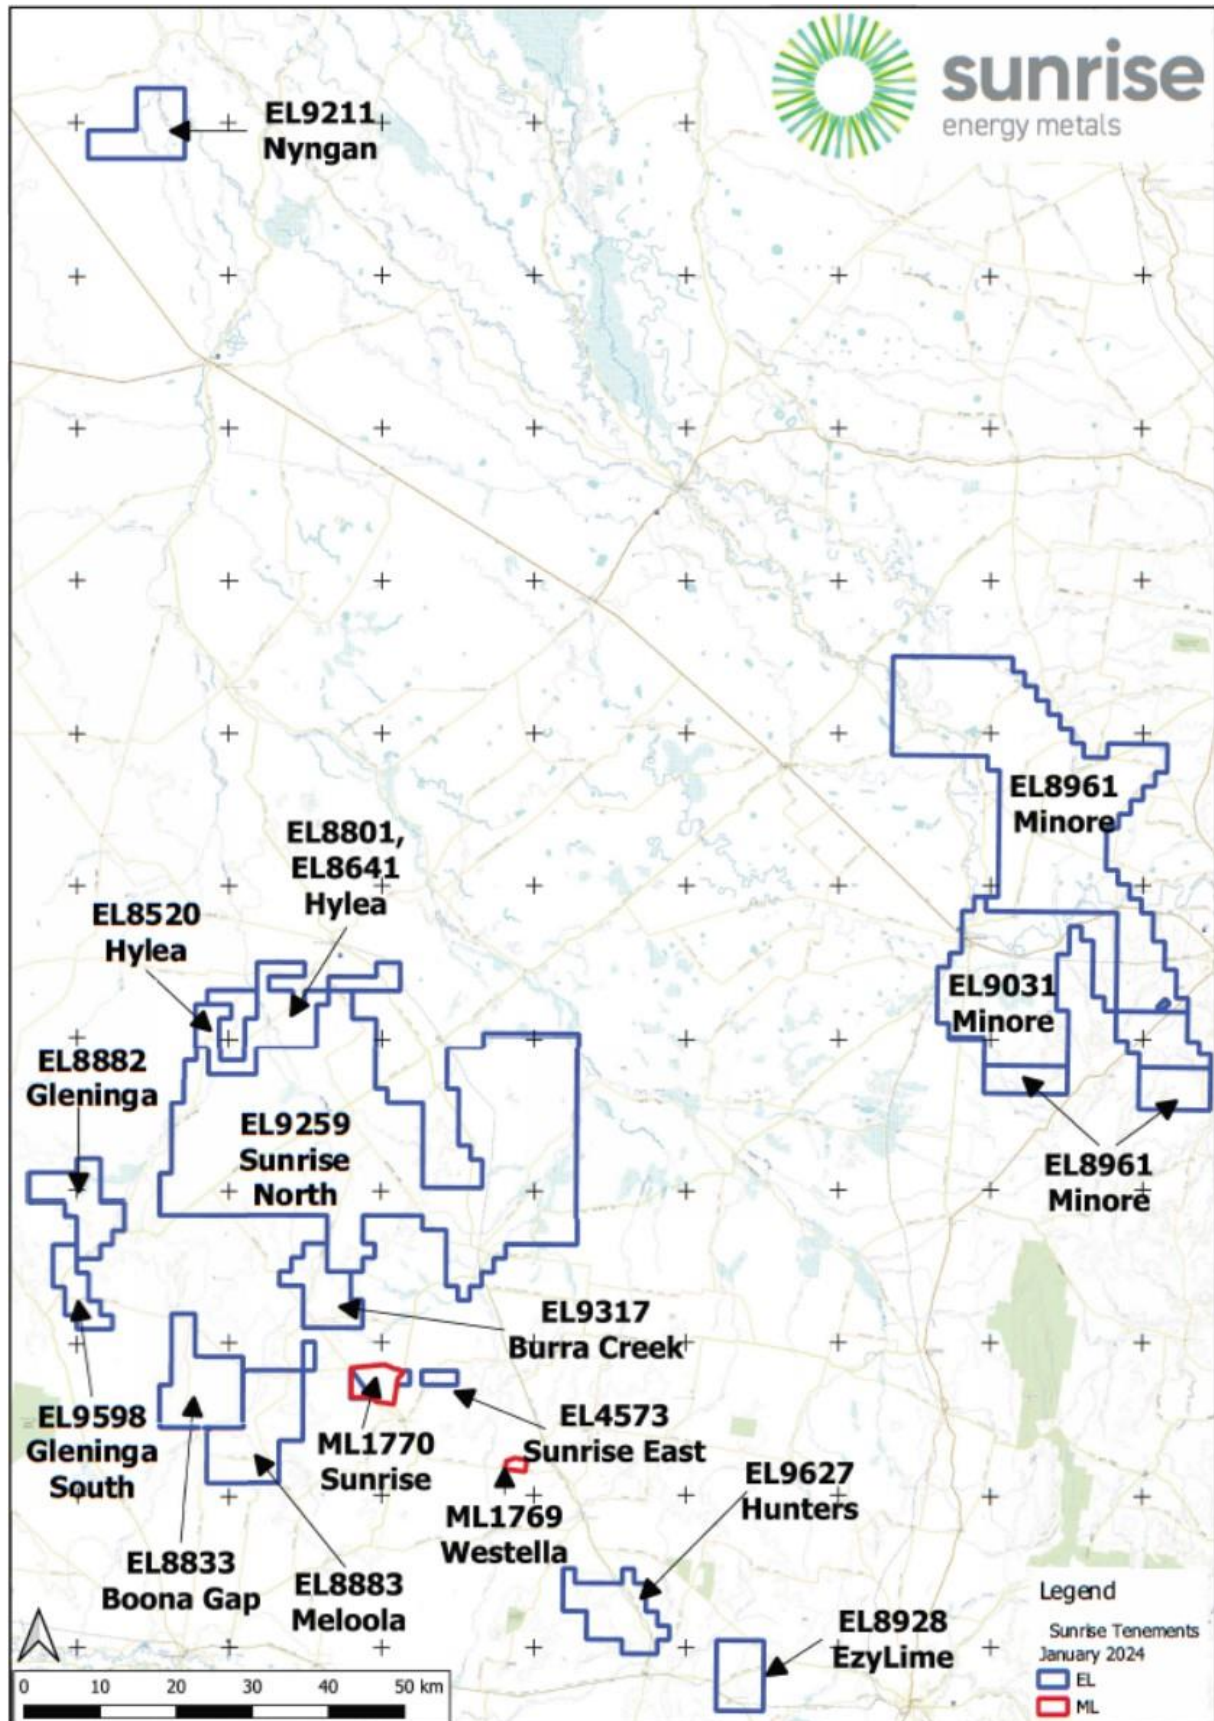 sunrise
energy metals
EL9211
Nyngan
EL8961
Minore
EL8801,
EL8641
Hylea
EL8520
Hylea
EL9031
Minore
EL8882
Gleninga
EL9259
Sunrise
North
EL8961
Minore
EL9317
Burra Creek
EL9598
Gleninga
South
ML1770
Sunrise
EL4573
Sunrise East
EL9627
Hunters
ML1769
Westella
EL8833
Boona Gap
EL8883
Meloola
EL8928
EzyLime
Legend
Sunrise Tenements
January 2024
EL
ML
0 10 20 30 40 50 km